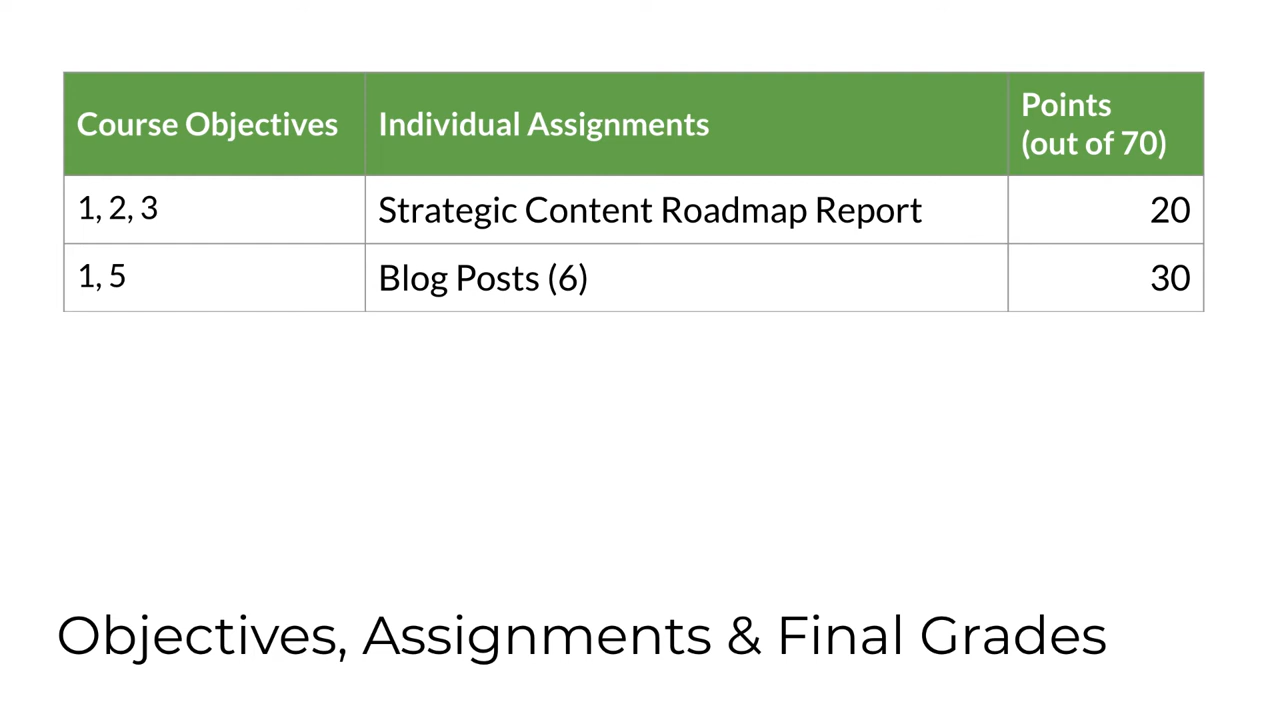 Course Objectives Individual Assignments Points
(out of 70)
1, 2, 3 Strategic Content Roadmap Report 20
1, 5 Blog Posts (6) 30
Objectives, Assignments & Final Grades